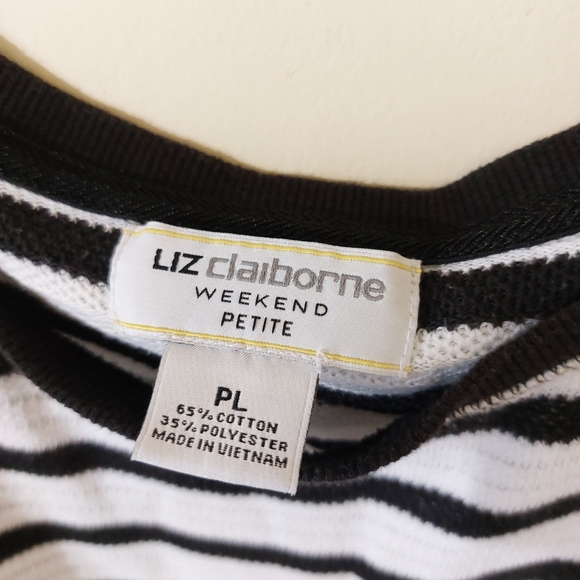 LIZ claiborne
WEEKEND
PETITE
PL
65% COTTON
35% POLYESTER
MADE IN VIETNAM